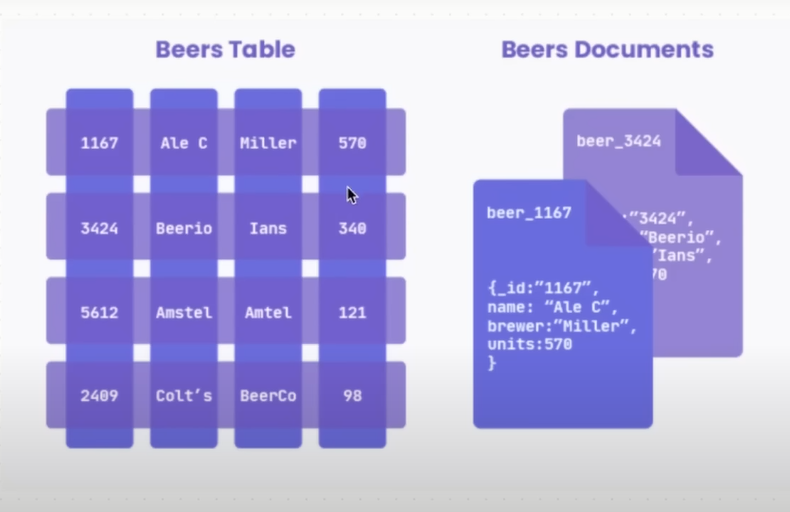 Beers Table
1167 Ale C Miller 570
3424 Beerio Ians 340
5612 Amstel Amtel 121
2409 Colt’s BeerCo 98
Beers Documents
beer_3424
:”3424”,
“Beerio”,
”Ians”,
70
beer_1167
{_id:”1167”,
name: “Ale C”,
brewer:”Miller”,
units:570
}